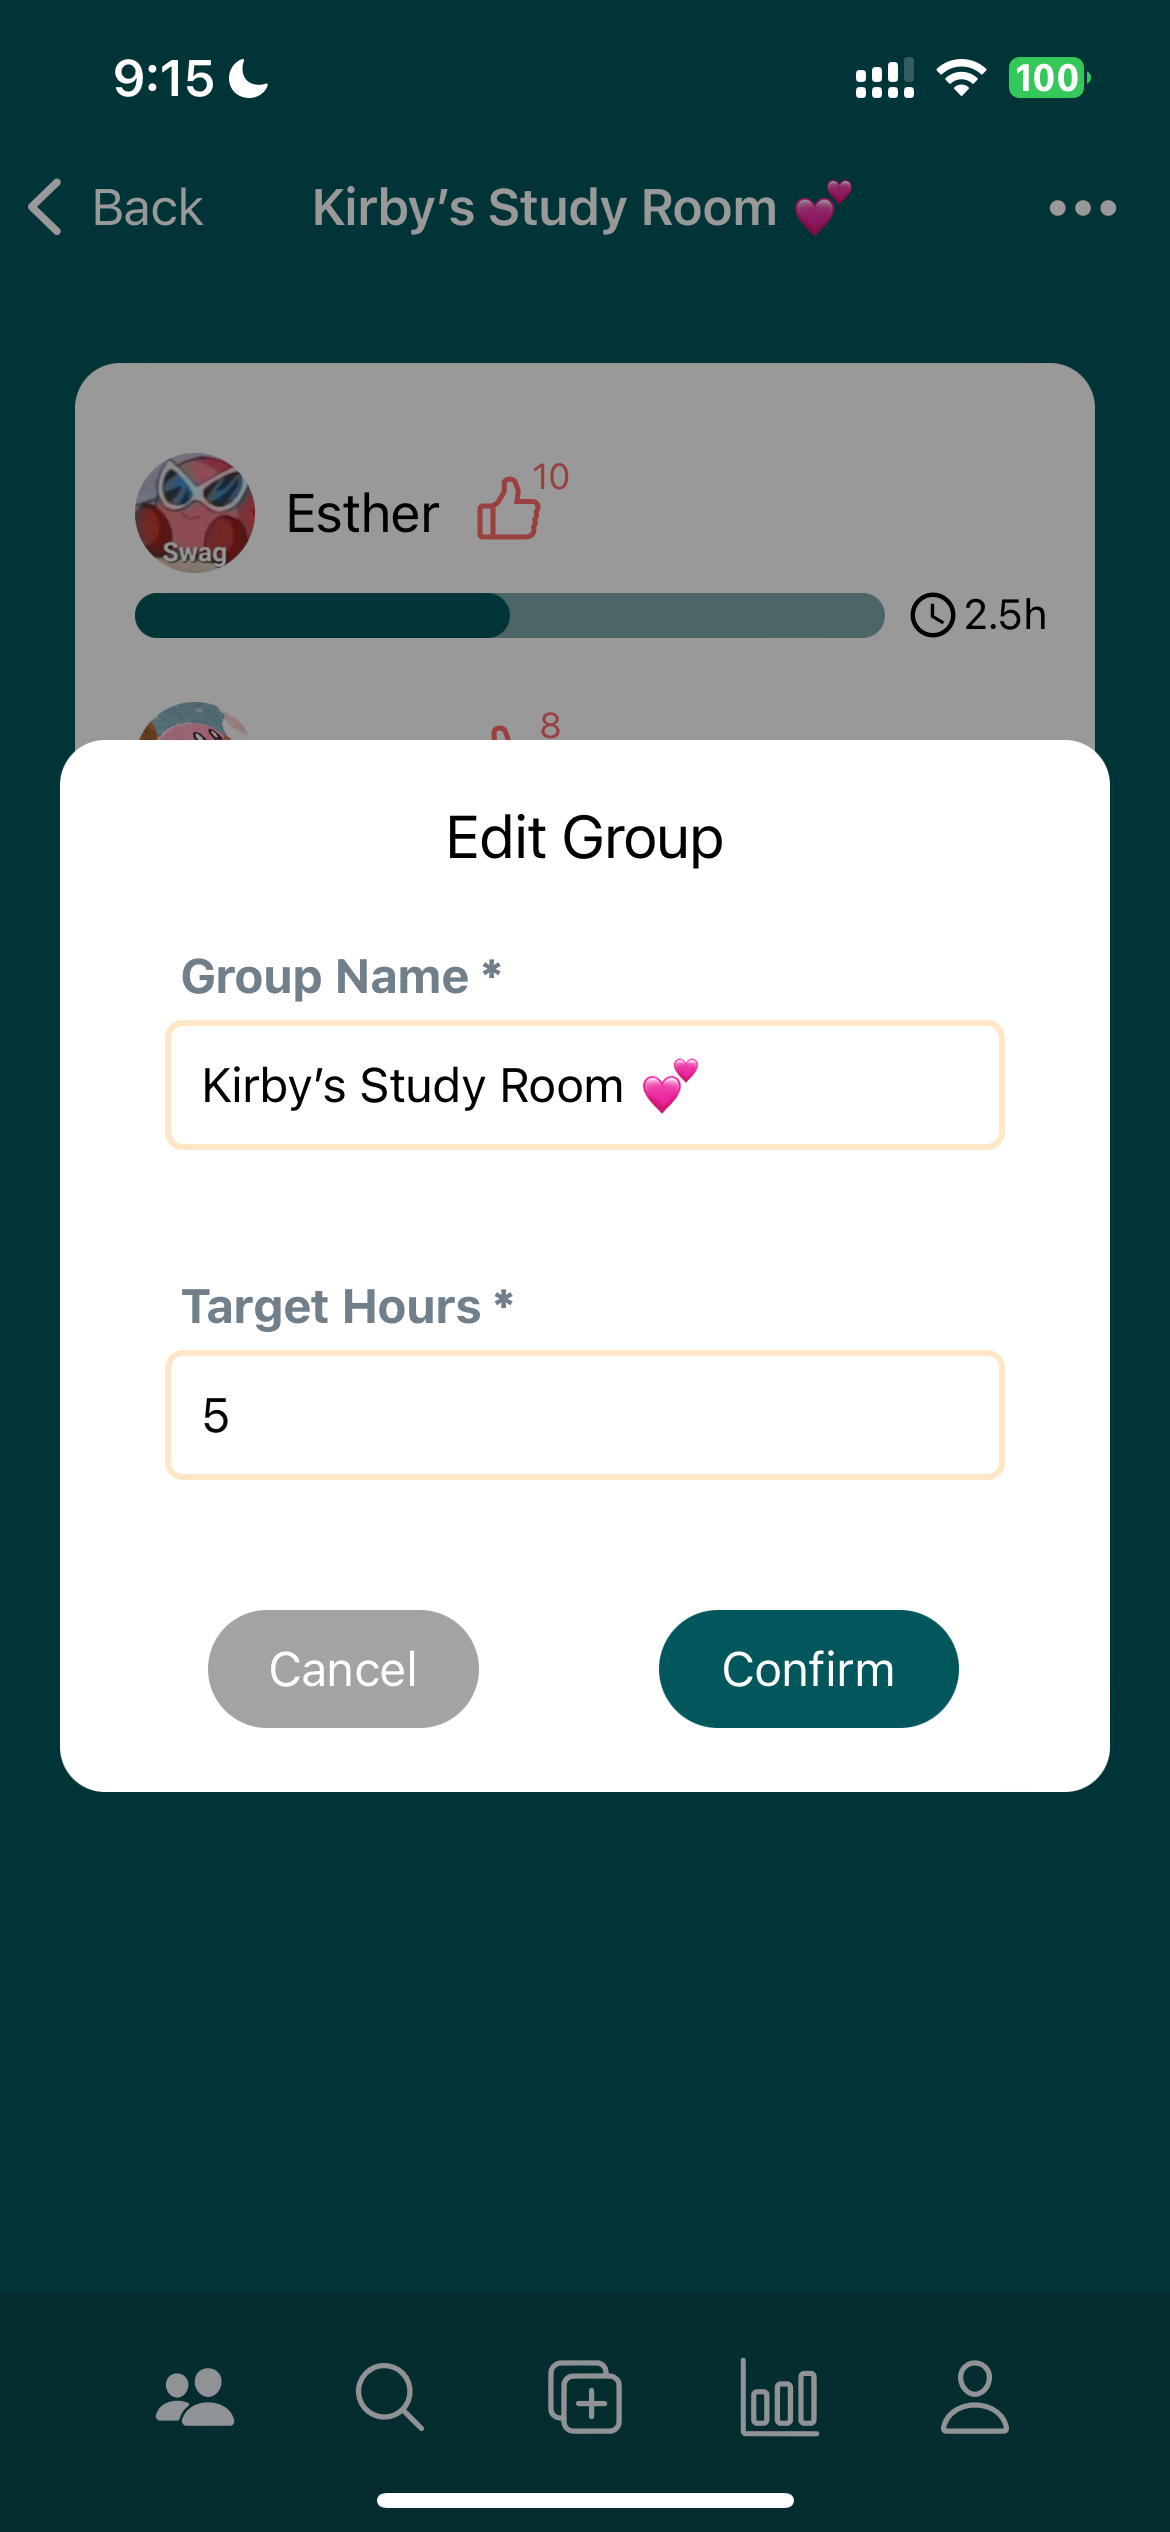 9:15
100
Back
Kirby’s Study Room 💕
Esther
10
Swag
2.5h
8
Edit Group
Group Name *
Kirby’s Study Room 💕
Target Hours *
5
Cancel
Confirm